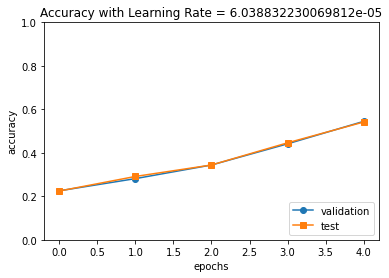 Accuracy with Learning Rate = 6.038832230069812e-05
1.0
0.8
accuracy
0.6
0.4
0.2
0.0
validation
test
0.0 0.5 1.0 1.5 2.0 2.5 3.0 3.5 4.0
epochs